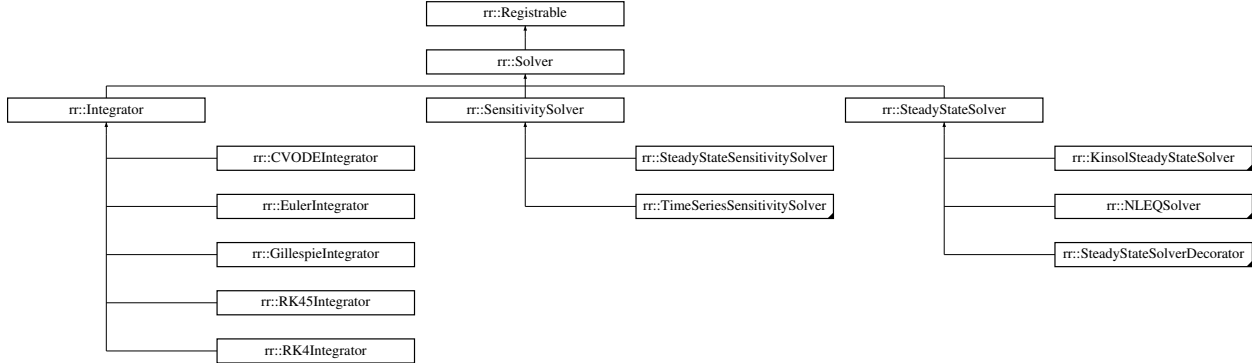 rr::Registrable
rr::Solver
rr::Integrator
rr::SensitivitySolver
rr::SteadyStateSolver
rr::CVODEIntegrator
rr::SteadyStateSensitivitySolver
rr::KinsolSteadyStateSolver
rr::EulerIntegrator
rr::TimeSeriesSensitivitySolver
rr::NLEQSolver
rr::GillespieIntegrator
rr::SteadyStateSolverDecorator
rr::RK45Integrator
rr::RK4Integrator